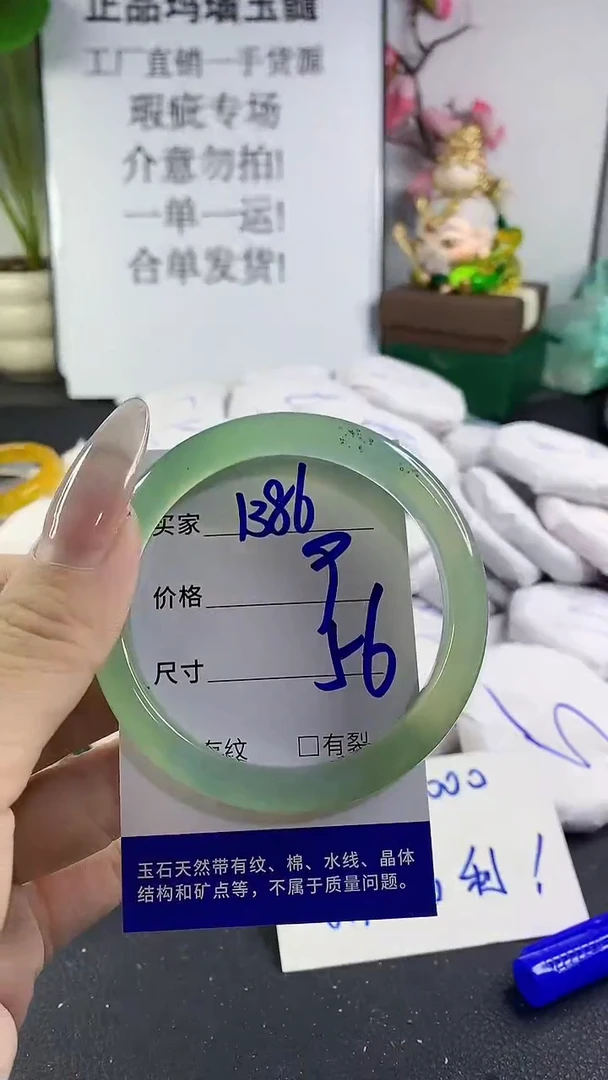 正品玛瑙玉髓
工厂直销一手货源
瑕疵专场
介意勿拍!
一单一运!
合单发货!
买家 1386
价格
尺寸 56
有纹 □有裂
玉石天然带有纹、棉、水线、晶体
结构和矿点等，不属于质量问题。
000
利！